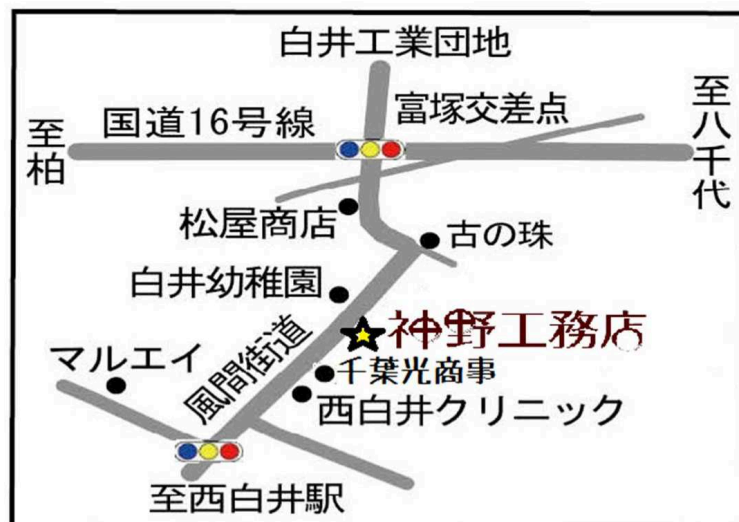 白井工業団地
富塚交差点
国道16号線
至柏
至八千代
松屋商店
古の珠
白井幼稚園
神野工務店
風間街道
マルエイ
千葉光商事
西白井クリニック
至西白井駅